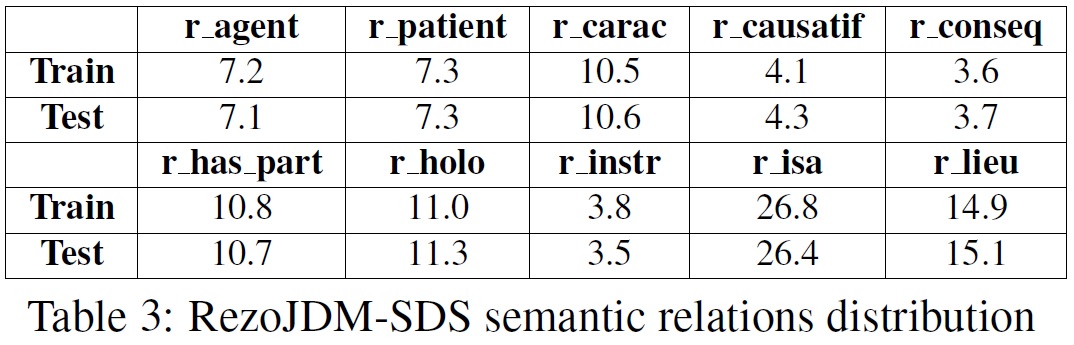 r_agent r_patient r_carac r_causatif r_conseq
Train 7.2 7.3 10.5 4.1 3.6
Test 7.1 7.3 10.6 4.3 3.7
r_has_part r_holo r_instr r_isa r_lieu
Train 10.8 11.0 3.8 26.8 14.9
Test 10.7 11.3 3.5 26.4 15.1
Table 3: RezoJDM-SDS semantic relations distribution